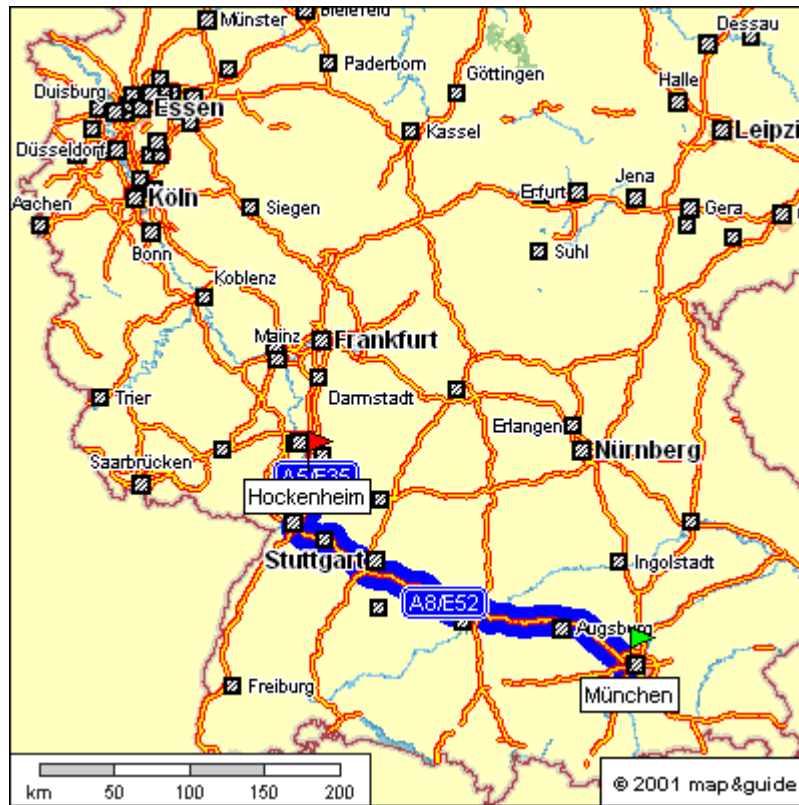 Münster
Bielefeld
Dessau
Paderborn
Göttingen
Halle
Duisburg
Essen
Kassel
Leipzi
Düsseldorf
Erfurt
Jena
Köln
Siegen
Gera
Aachen
Bonn
Suhl
Koblenz
Mainz
Frankfurt
Trier
Darmstadt
Erlangen
Nürnberg
Saarbrücken
A5/E35
Hockenheim
Stuttgart
Ingolstadt
A8/E52
Augsburg
Freiburg
München
km 50 100 150 200
© 2001 map&guide